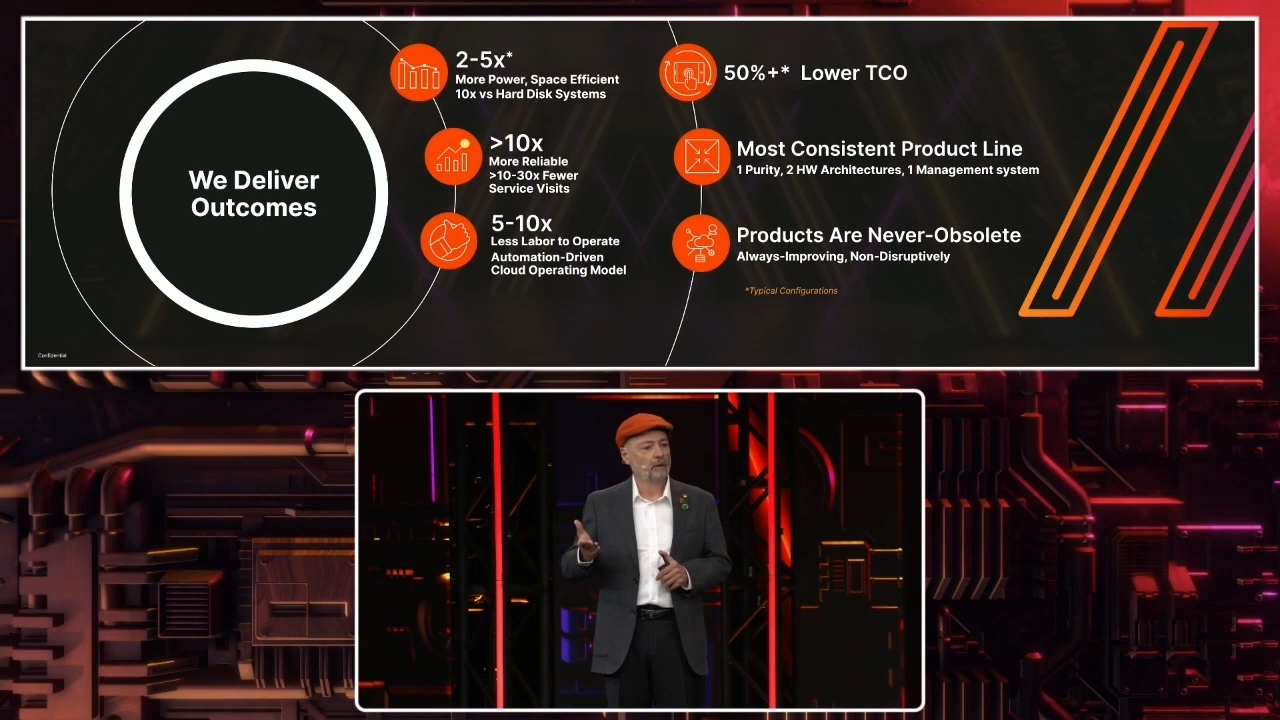 We Deliver
Outcomes
2-5x*
More Power, Space Efficient
10x vs Hard Disk Systems
>10x
More Reliable
>10-30x Fewer
Service Visits
5-10x
Less Labor to Operate
Automation-Driven
Cloud Operating Model
50%+* Lower TCO
Most Consistent Product Line
1 Purity, 2 HW Architectures, 1 Management system
Products Are Never-Obsolete
Always-Improving, Non-Disruptively
*Typical Configurations
Confidential